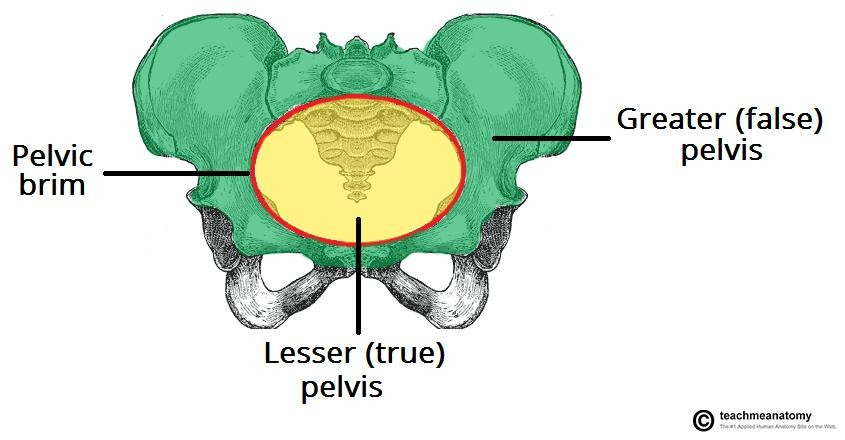 Greater (false)
pelvis
Pelvic
brim
Lesser (true)
pelvis
© teachmeanatomy
The #1 Applied Human Anatomy Site on the Web.